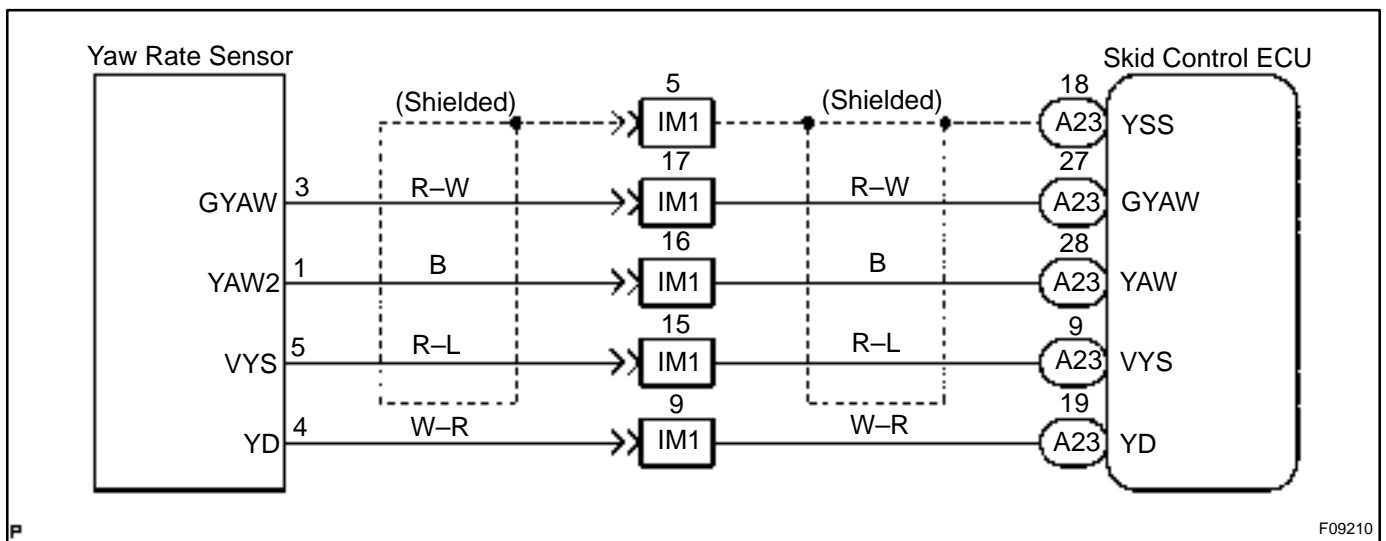 Yaw Rate Sensor
Skid Control ECU
(Shielded) 5 (Shielded) 18
IM1 A23 YSS
17 27
GYAW 3 R–W IM1 R–W A23 GYAW
16 28
YAW2 1 B IM1 B A23 YAW
15 9
VYS 5 R–L IM1 R–L A23 VYS
9 19
YD 4 W–R IM1 W–R A23 YD
P
F09210